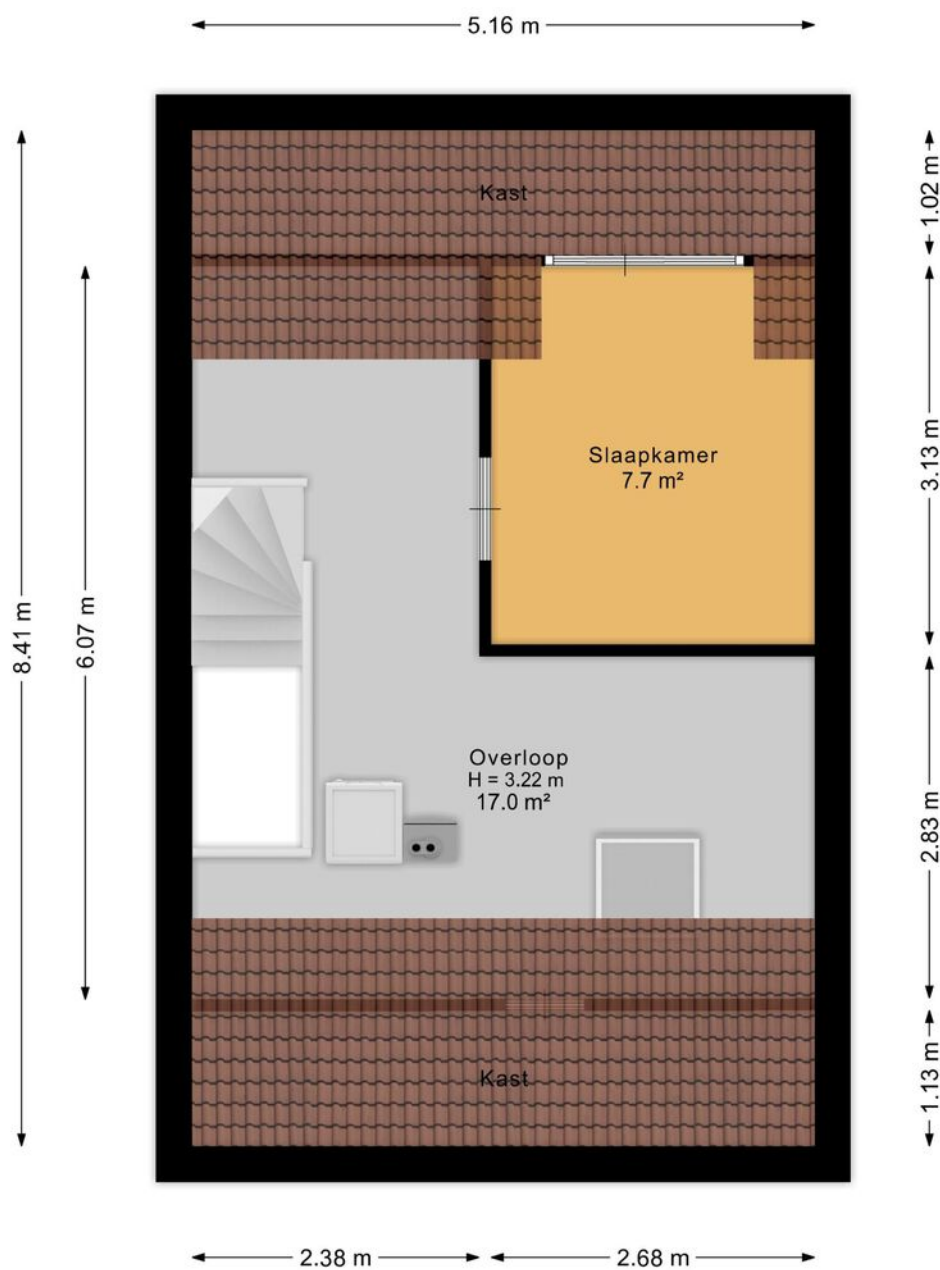 5.16 m
Kast
1.02 m
Slaapkamer
7.7 m²
3.13 m
8.41 m
6.07 m
Overloop
H = 3.22 m
17.0 m²
2.83 m
Kast
1.13 m
2.38 m
2.68 m